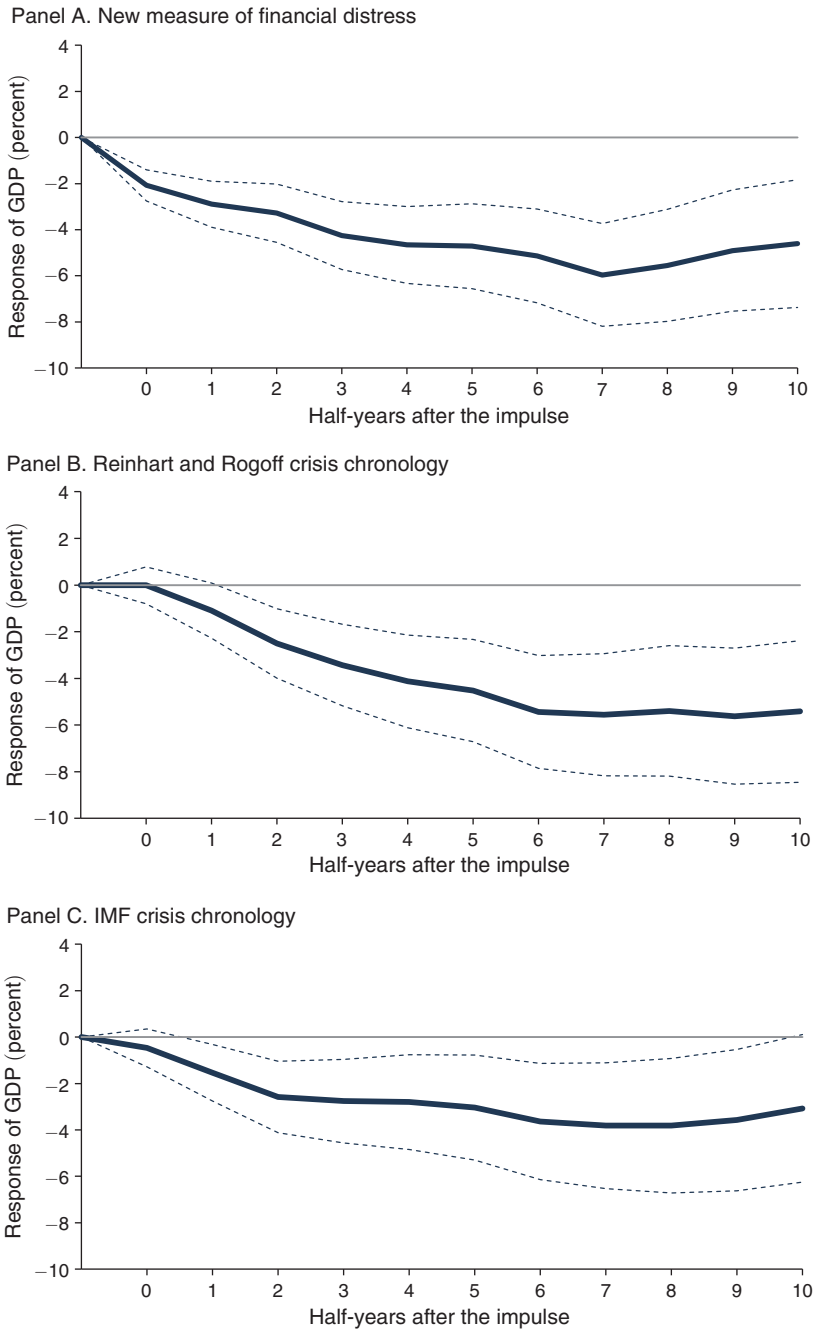 Panel A. New measure of financial distress
4
2
0
−2
−4
−6
−8
−10
Response of GDP (percent)
0 1 2 3 4 5 6 7 8 9 10
Half-years after the impulse
Panel B. Reinhart and Rogoff crisis chronology
4
2
0
−2
−4
−6
−8
−10
Response of GDP (percent)
0 1 2 3 4 5 6 7 8 9 10
Half-years after the impulse
Panel C. IMF crisis chronology
4
2
0
−2
−4
−6
−8
−10
Response of GDP (percent)
0 1 2 3 4 5 6 7 8 9 10
Half-years after the impulse